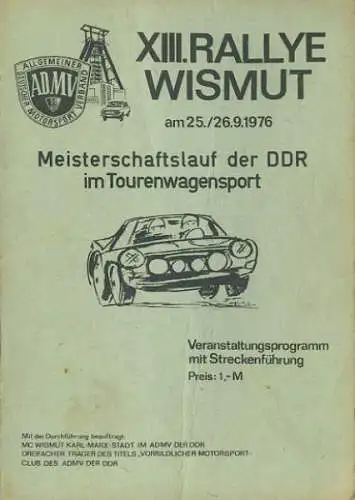 XIII. RALLYE
WISMUT
am 25./26.9.1976
ALLGEMEINER
DEUTSCHER MOTORSPORT VERBAND
ADMV
Meisterschaftslauf der DDR
im Tourenwagensport
Veranstaltungsprogramm
mit Streckenführung
Preis: 1,-M
Mit der Durchführung beauftragt:
MC WISMUT KARL-MARX-STADT IM ADMV DER DDR
DREIFACHER TRÄGER DES TITELS „VORBILDLICHER MOTORSPORT-
CLUB DES ADMV DER DDR